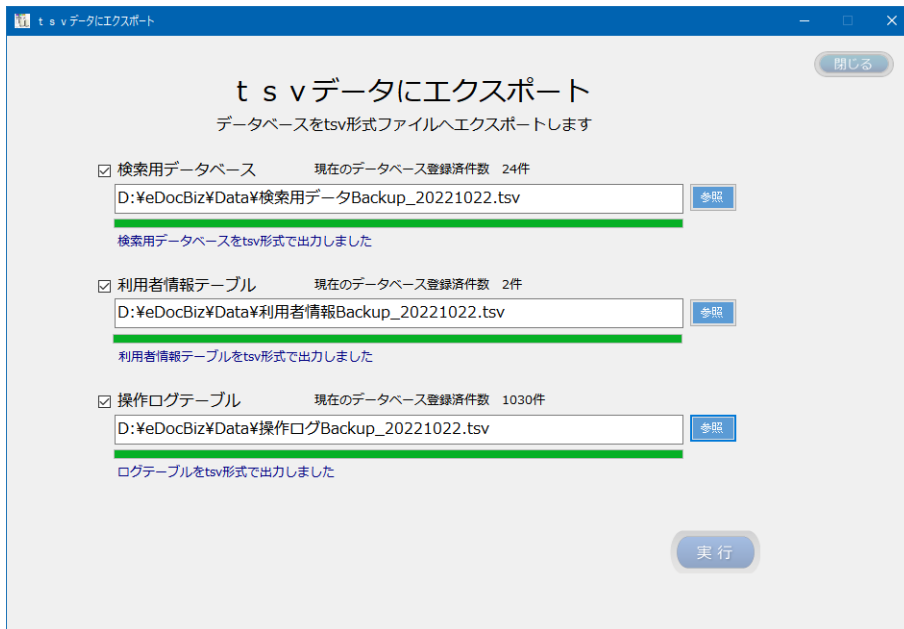 ｔｓｖデータにエクスポート
閉じる
ｔｓｖデータにエクスポート
データベースをtsv形式ファイルへエクスポートします
検索用データベース 現在のデータベース登録済件数 24件
D:¥eDocBiz¥Data¥検索用データBackup_20221022.tsv 参照
検索用データベースをtsv形式で出力しました
利用者情報テーブル 現在のデータベース登録済件数 2件
D:¥eDocBiz¥Data¥利用者情報Backup_20221022.tsv 参照
利用者情報テーブルをtsv形式で出力しました
操作ログテーブル 現在のデータベース登録済件数 1030件
D:¥eDocBiz¥Data¥操作ログBackup_20221022.tsv 参照
ログテーブルをtsv形式で出力しました
実 行